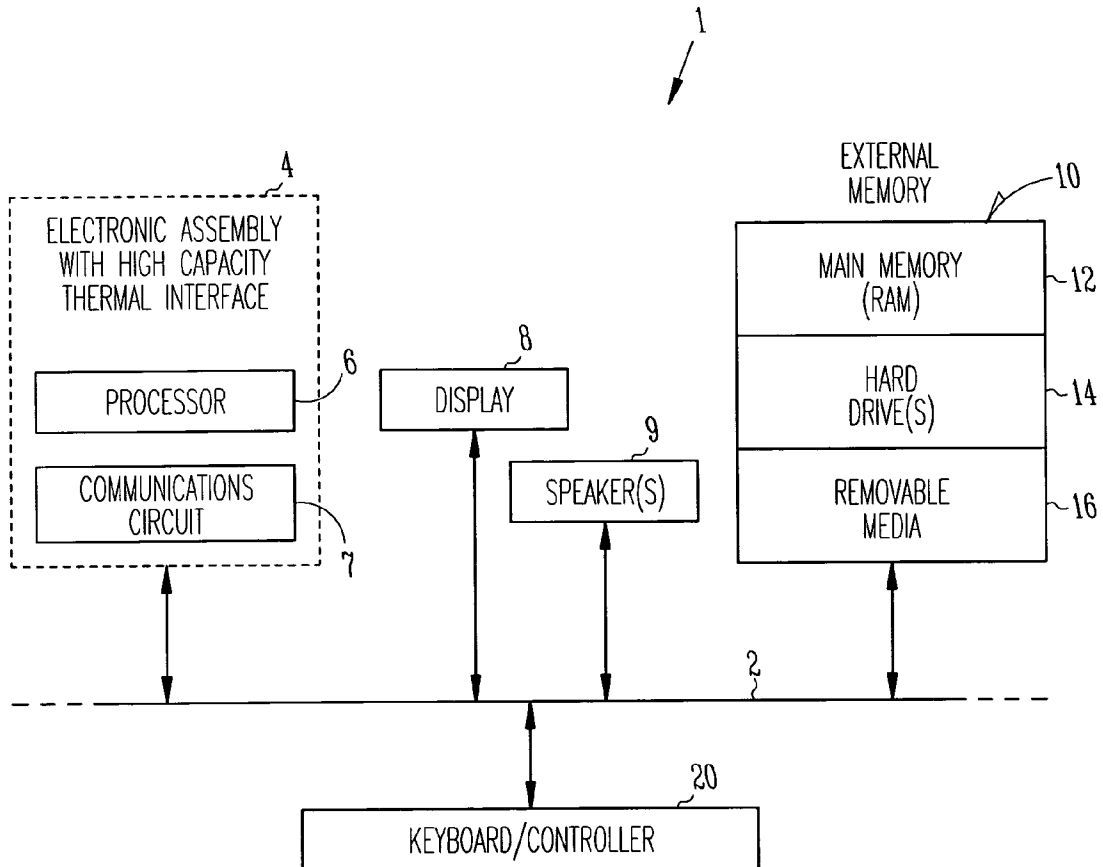 1
4
ELECTRONIC ASSEMBLY
WITH HIGH CAPACITY
THERMAL INTERFACE
6
PROCESSOR
COMMUNICATIONS
CIRCUIT
7
8
DISPLAY
9
SPEAKER(S)
EXTERNAL
MEMORY
10
MAIN MEMORY
(RAM)
12
HARD
DRIVE(S)
14
REMOVABLE
MEDIA
16
2
20
KEYBOARD/CONTROLLER